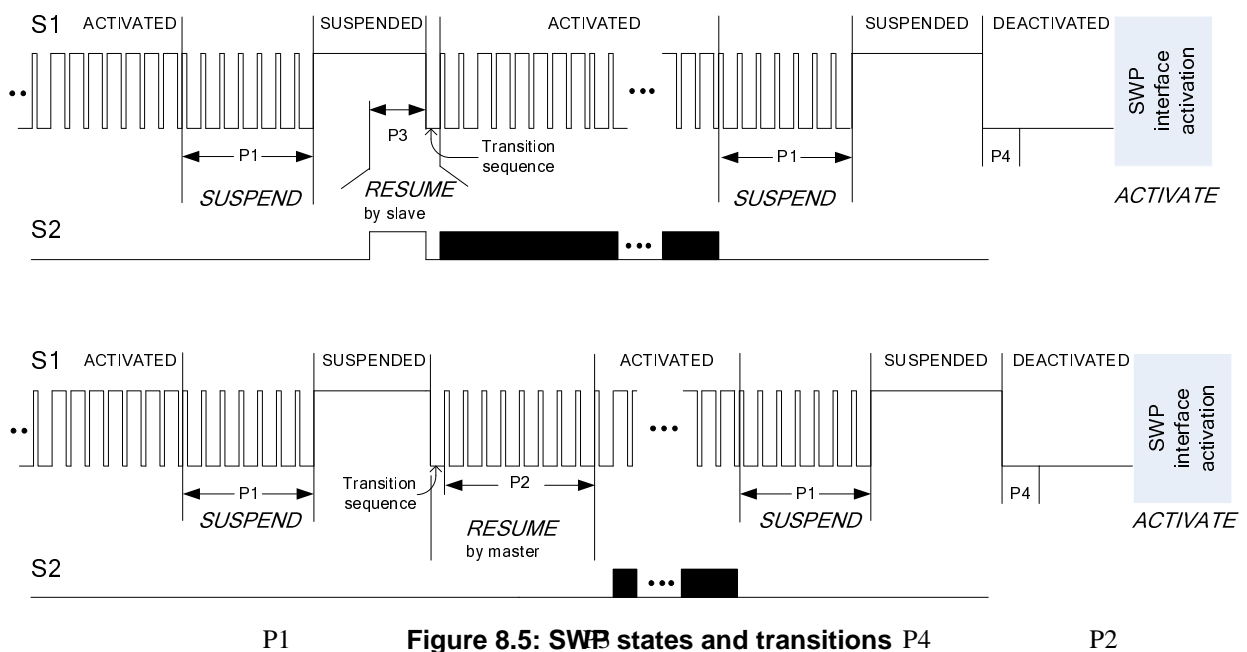 S1 ACTIVATED SUSPENDED ACTIVATED SUSPENDED DEACTIVATED
SWP
interface
activation
P3
P1
Transition
sequence
P1
P4
SUSPEND
RESUME
by slave
SUSPEND
ACTIVATE
S2
S1 ACTIVATED SUSPENDED ACTIVATED SUSPENDED DEACTIVATED
SWP
interface
activation
P1
Transition
sequence
P2
P1
P4
SUSPEND
RESUME
by master
SUSPEND
ACTIVATE
S2
P1 Figure 8.5: SWP states and transitions P4 P2
P3